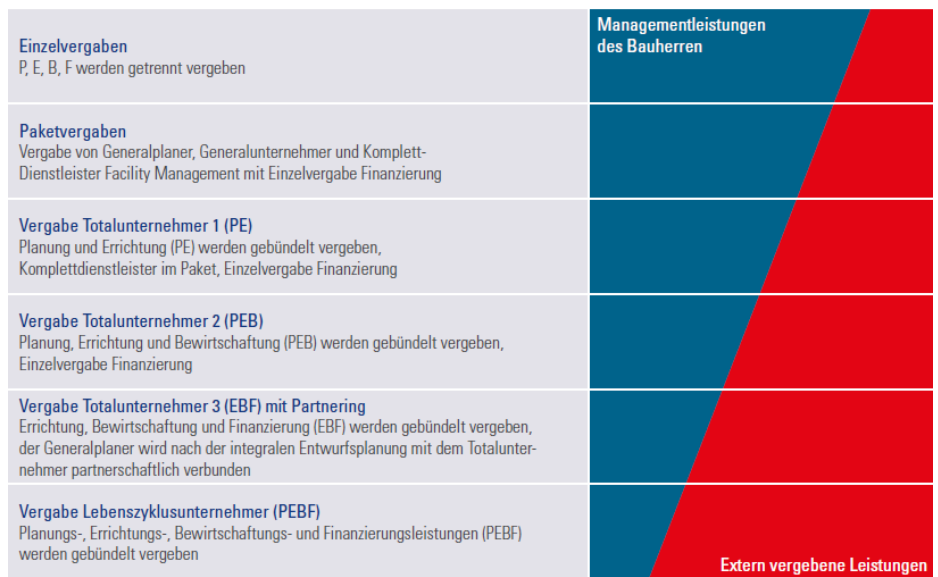 Einzelvergaben
P, E, B, F werden getrennt vergeben
Managementleistungen
des Bauherren
Paketvergaben
Vergabe von Generalplaner, Generalunternehmer und Komplett-
Dienstleister Facility Management mit Einzelvergabe Finanzierung
Vergabe Totalunternehmer 1 (PE)
Planung und Errichtung (PE) werden gebündelt vergeben,
Komplettdienstleister im Paket, Einzelvergabe Finanzierung
Vergabe Totalunternehmer 2 (PEB)
Planung, Errichtung und Bewirtschaftung (PEB) werden gebündelt vergeben,
Einzelvergabe Finanzierung
Vergabe Totalunternehmer 3 (EBF) mit Partnering
Errichtung, Bewirtschaftung und Finanzierung (EBF) werden gebündelt vergeben,
der Generalplaner wird nach der integralen Entwurfsplanung mit dem Totalunter-
nehmer partnerschaftlich verbunden
Vergabe Lebenszyklusunternehmer (PEBF)
Planungs-, Errichtungs-, Bewirtschaftungs- und Finanzierungsleistungen (PEBF)
werden gebündelt vergeben
Extern vergebene Leistungen